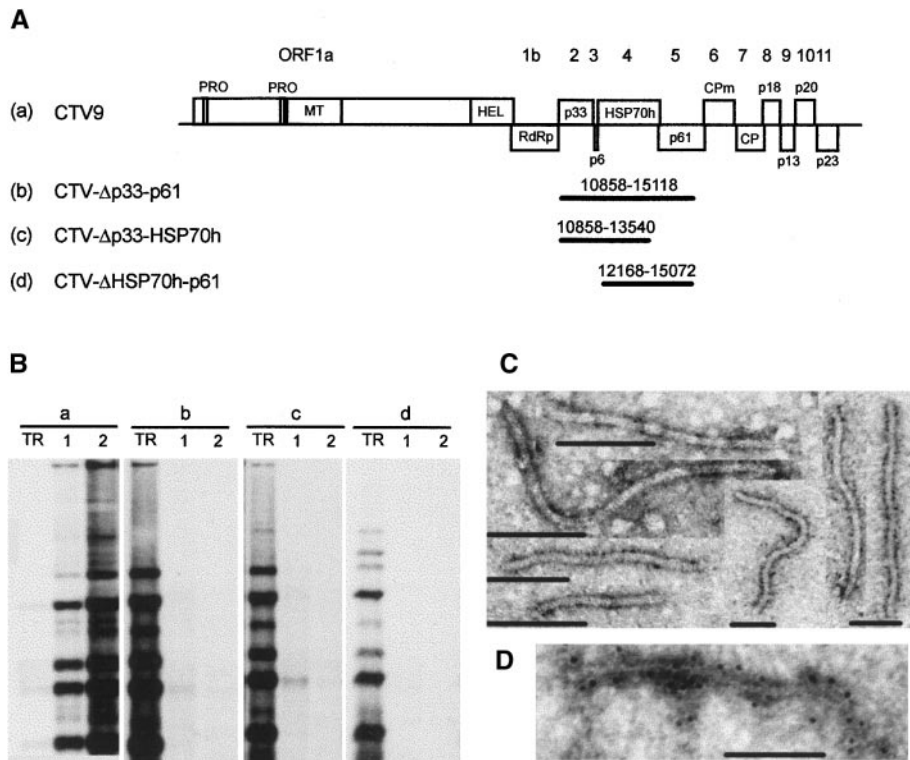 A
ORF1a 1b 2 3 4 5 6 7 8 9 10 11
PRO PRO CPm p18 p20
(a) CTV9 MT HEL p33 HSP70h
RdRp p6 p61 CP p13 p23
(b) CTV-Δp33-p61 10858-15118
(c) CTV-Δp33-HSP70h 10858-13540
(d) CTV-ΔHSP70h-p61 12168-15072
B
a b c d
TR 1 2 TR 1 2 TR 1 2 TR 1 2
C
D